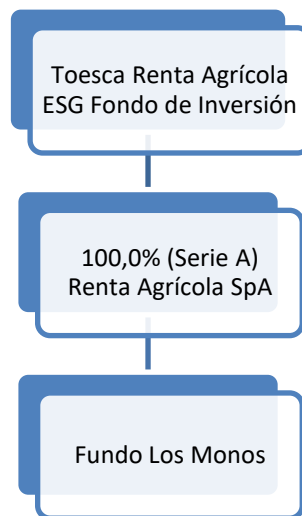 Toesca Renta Agrícola
ESG Fondo de Inversión
100,0% (Serie A)
Renta Agrícola SpA
Fundo Los Monos